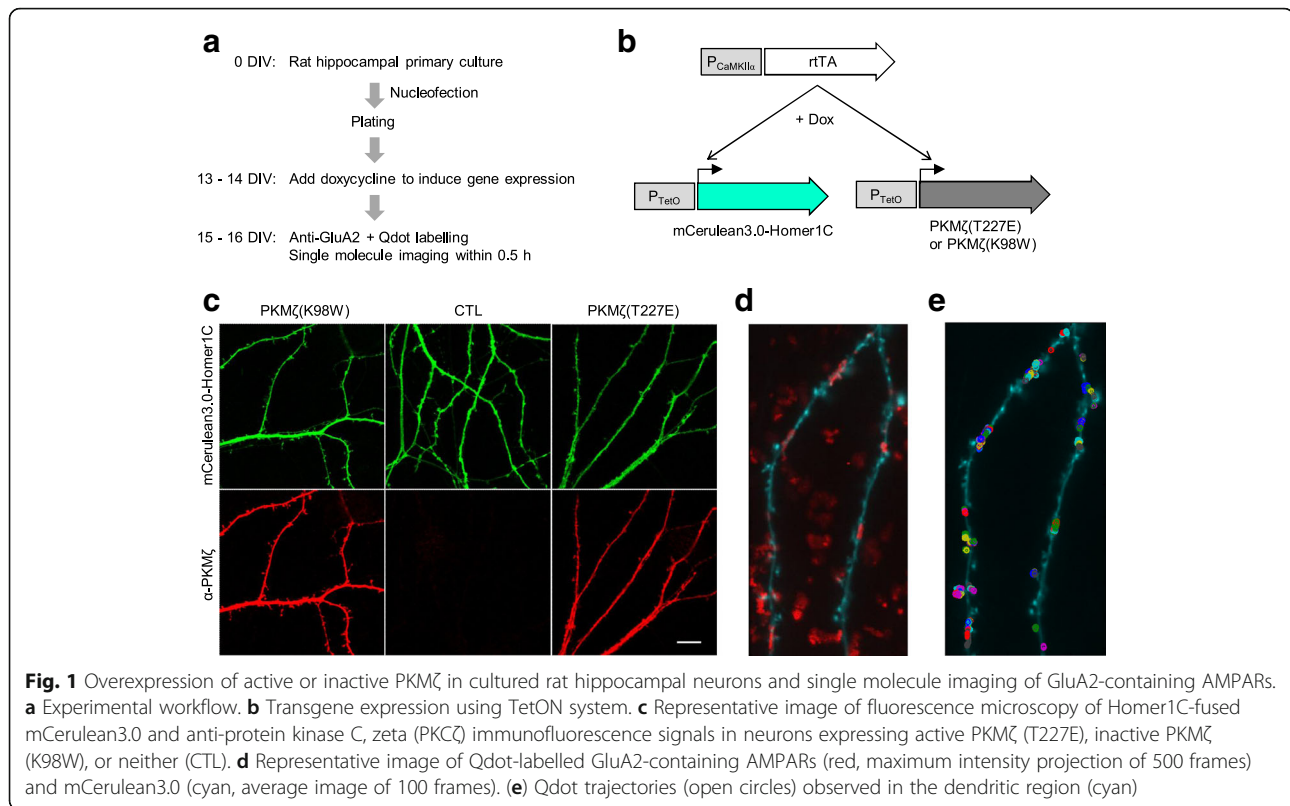 a
0 DIV: Rat hippocampal primary culture
Nucleofection
Plating
13 - 14 DIV: Add doxycycline to induce gene expression
15 - 16 DIV: Anti-GluA2 + Qdot labelling
Single molecule imaging within 0.5 h
b
PCaMKIIα rtTA
+ Dox
PTetO
mCerulean3.0-Homer1C
PTetO
PKMζ(T227E)
or PKMζ(K98W)
c
PKMζ(K98W) CTL PKMζ(T227E)
mCerulean3.0-Homer1C
α-PKMζ
d
e
Fig. 1 Overexpression of active or inactive PKMζ in cultured rat hippocampal neurons and single molecule imaging of GluA2-containing AMPARs.
a Experimental workflow. b Transgene expression using TetON system. c Representative image of fluorescence microscopy of Homer1C-fused
mCerulean3.0 and anti-protein kinase C, zeta (PKCζ) immunofluorescence signals in neurons expressing active PKMζ (T227E), inactive PKMζ
(K98W), or neither (CTL). d Representative image of Qdot-labelled GluA2-containing AMPARs (red, maximum intensity projection of 500 frames)
and mCerulean3.0 (cyan, average image of 100 frames). (e) Qdot trajectories (open circles) observed in the dendritic region (cyan)